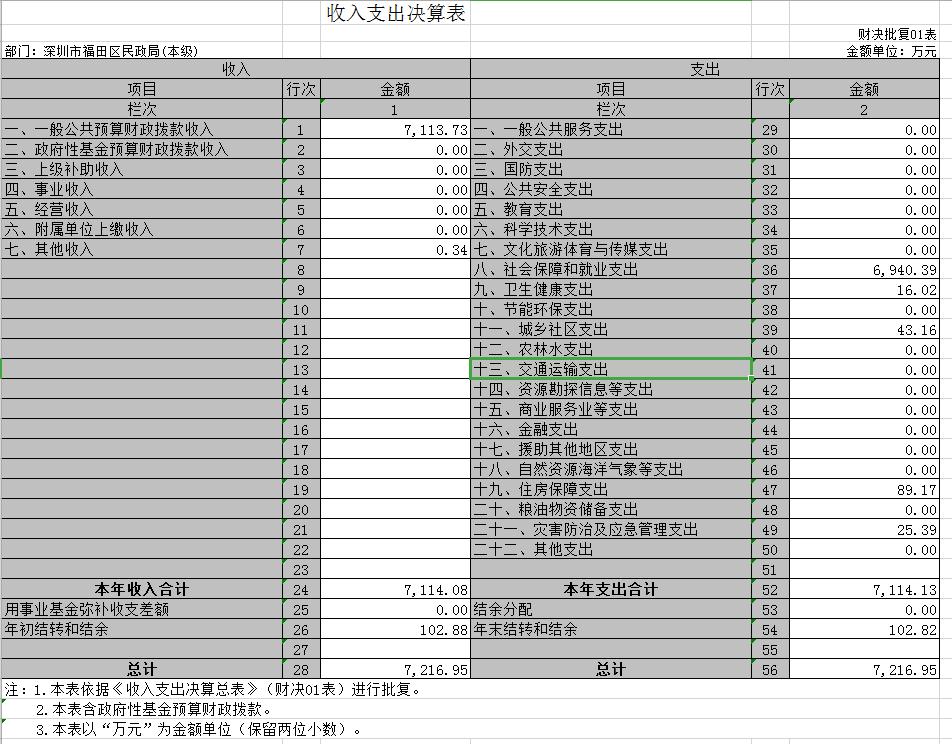 收入支出决算表
财决批复01表
部门：深圳市福田区民政局(本级) 金额单位：万元
收入 支出
项目 行次 金额 项目 行次 金额
栏次 1 栏次 2
一、一般公共预算财政拨款收入 1 7,113.73 一、一般公共服务支出 29 0.00
二、政府性基金预算财政拨款收入 2 0.00 二、外交支出 30 0.00
三、上级补助收入 3 0.00 三、国防支出 31 0.00
四、事业收入 4 0.00 四、公共安全支出 32 0.00
五、经营收入 5 0.00 五、教育支出 33 0.00
六、附属单位上缴收入 6 0.00 六、科学技术支出 34 0.00
七、其他收入 7 0.34 七、文化旅游体育与传媒支出 35 0.00
8 八、社会保障和就业支出 36 6,940.39
9 九、卫生健康支出 37 16.02
10 十、节能环保支出 38 0.00
11 十一、城乡社区支出 39 43.16
12 十二、农林水支出 40 0.00
13 十三、交通运输支出 41 0.00
14 十四、资源勘探信息等支出 42 0.00
15 十五、商业服务业等支出 43 0.00
16 十六、金融支出 44 0.00
17 十七、援助其他地区支出 45 0.00
18 十八、自然资源海洋气象等支出 46 0.00
19 十九、住房保障支出 47 89.17
20 二十、粮油物资储备支出 48 0.00
21 二十一、灾害防治及应急管理支出 49 25.39
22 二十二、其他支出 50 0.00
23 51
本年收入合计 24 7,114.08 本年支出合计 52 7,114.13
用事业基金弥补收支差额 25 0.00 结余分配 53 0.00
年初结转和结余 26 102.88 年末结转和结余 54 102.82
27 55
总计 28 7,216.95 总计 56 7,216.95
注：1.本表依据《收入支出决算总表》（财决01表）进行批复。
2.本表含政府性基金预算财政拨款。
3.本表以“万元”为金额单位（保留两位小数）。